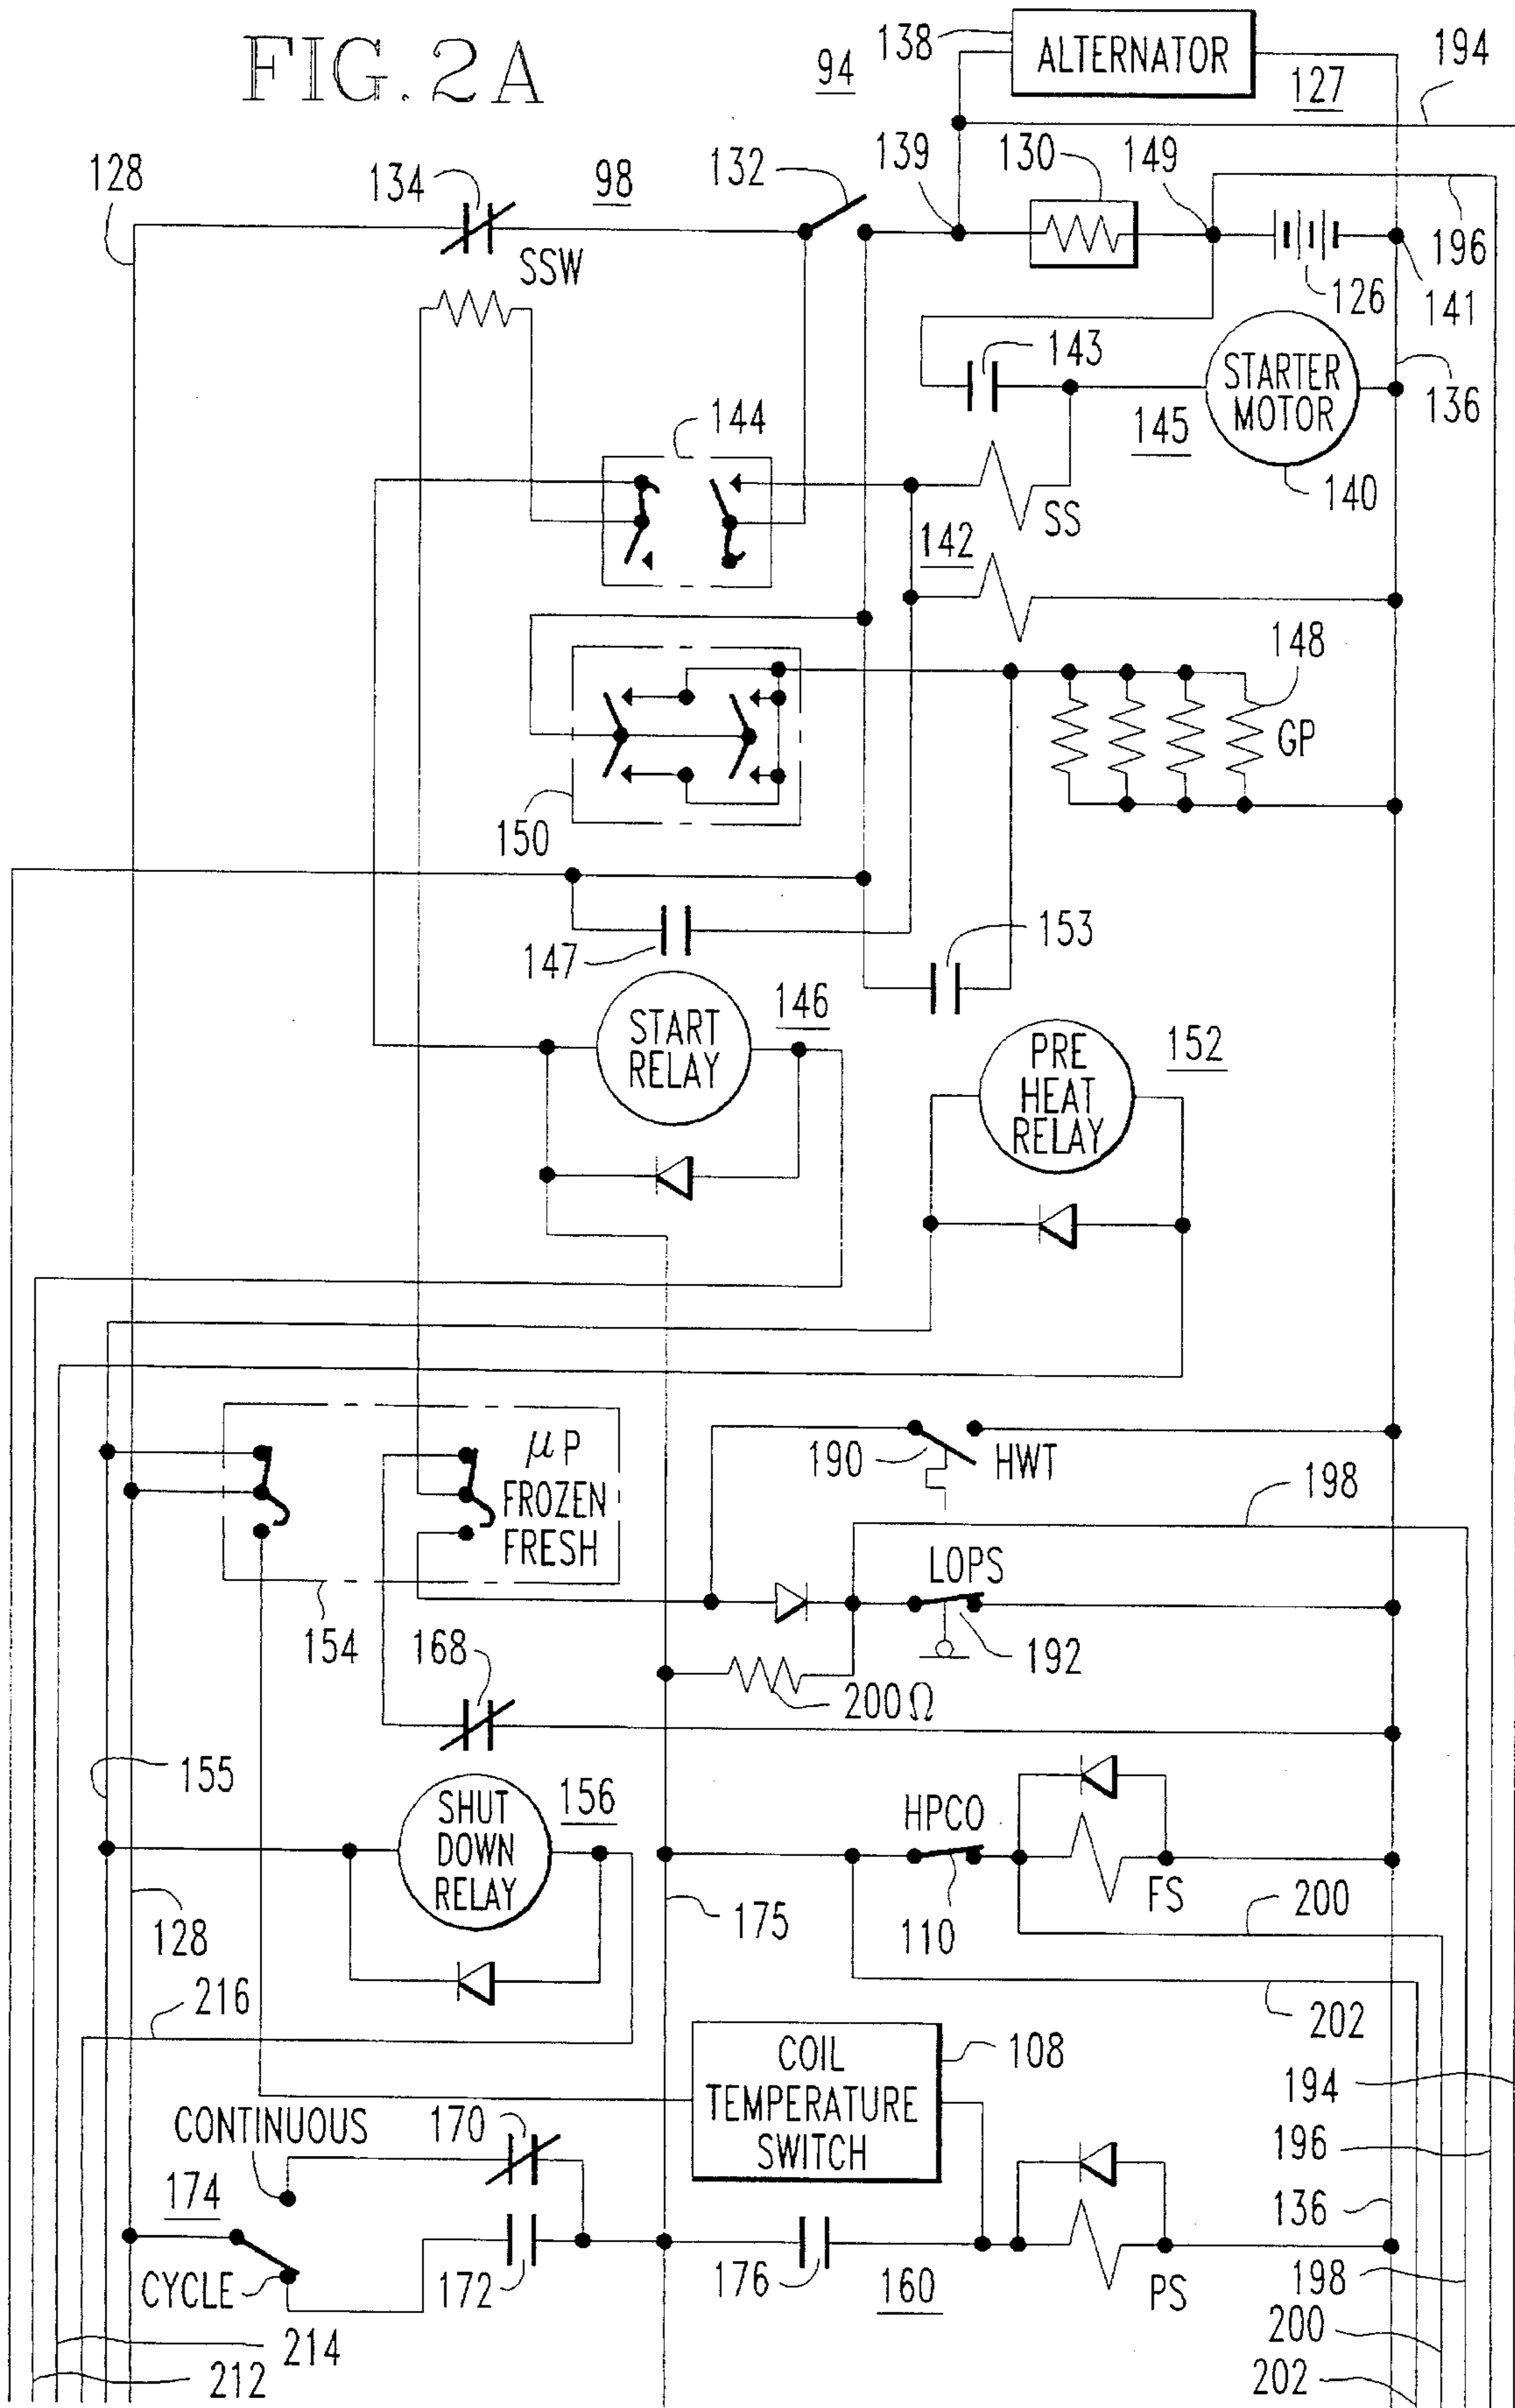 FIG. 2A
94
138
ALTERNATOR
127
194
128
134
98
132
139
130
149
SSW
196
126
141
143
STARTER
MOTOR
136
144
145
140
SS
142
148
GP
150
147
153
START
RELAY
146
PRE
HEAT
RELAY
152
μP
FROZEN
FRESH
190
HWT
198
LOPS
154
168
192
200Ω
155
SHUT
DOWN
RELAY
156
HPCO
FS
128
175
110
200
216
202
COIL
TEMPERATURE
SWITCH
108
194
CONTINUOUS
170
196
174
136
CYCLE
172
176
160
PS
198
214
200
212
202